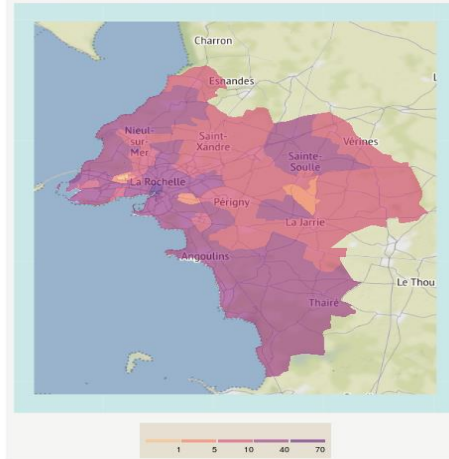 Charron
Esnandes
L
Nieul-
sur-
Mer
Saint-
Xandre
Vérines
Sainte-
Soulle
La Rochelle
Périgny
La Jarrie
Angoulins
Le Thou
Thairé
1 5 10 40 70